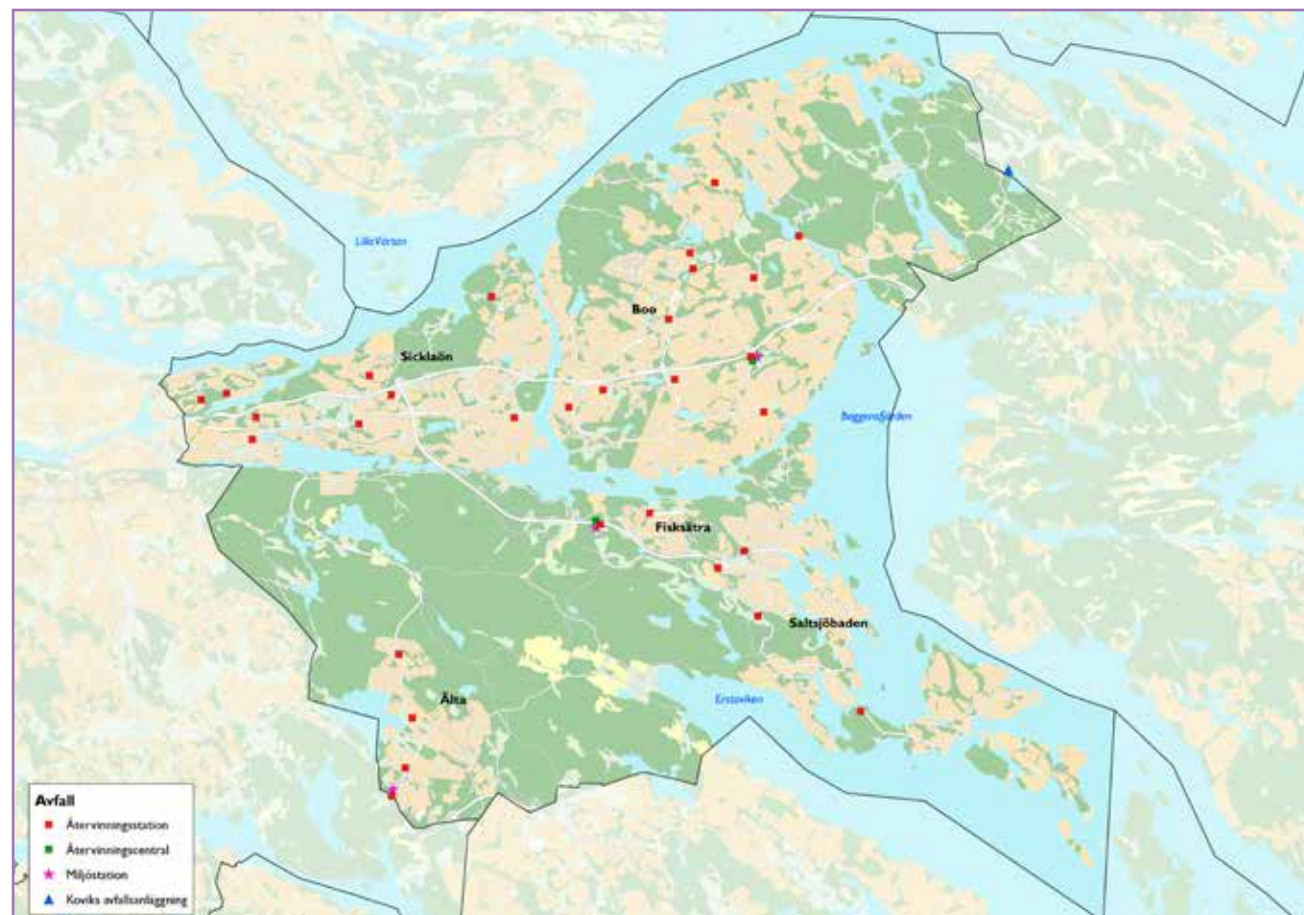 Lilla Värtan
Boo
Sicklaön
Baggensfjärden
Fisksätra
Saltsjöbaden
Älta
Erstaviken
Avfall
Återvinningsstation
Återvinningscentral
Miljöstation
Koviks avfallsanläggning